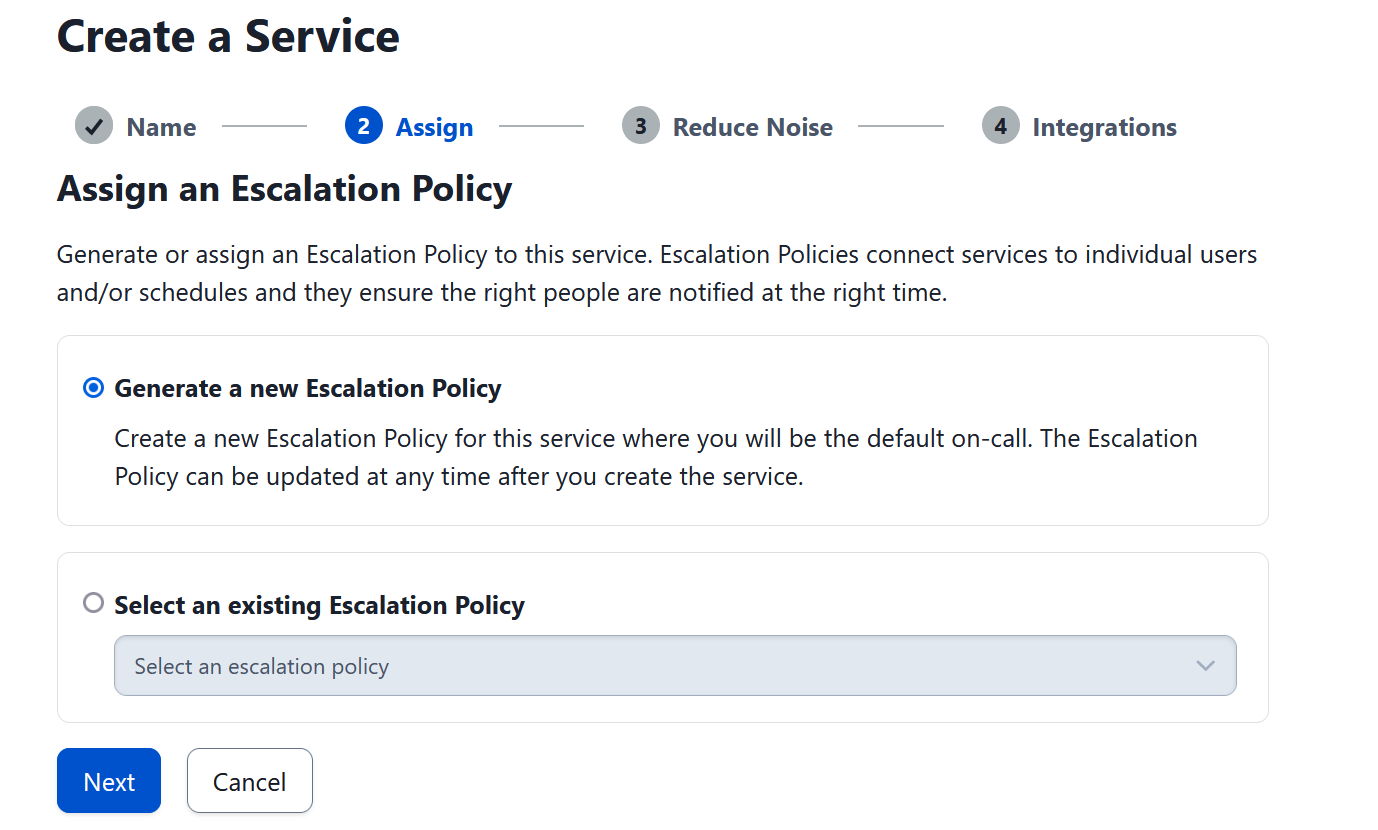 Create a Service
Name
2 Assign
3 Reduce Noise
4 Integrations
Assign an Escalation Policy
Generate or assign an Escalation Policy to this service. Escalation Policies connect services to individual users
and/or schedules and they ensure the right people are notified at the right time.
Generate a new Escalation Policy
Create a new Escalation Policy for this service where you will be the default on-call. The Escalation
Policy can be updated at any time after you create the service.
Select an existing Escalation Policy
Select an escalation policy
Next
Cancel